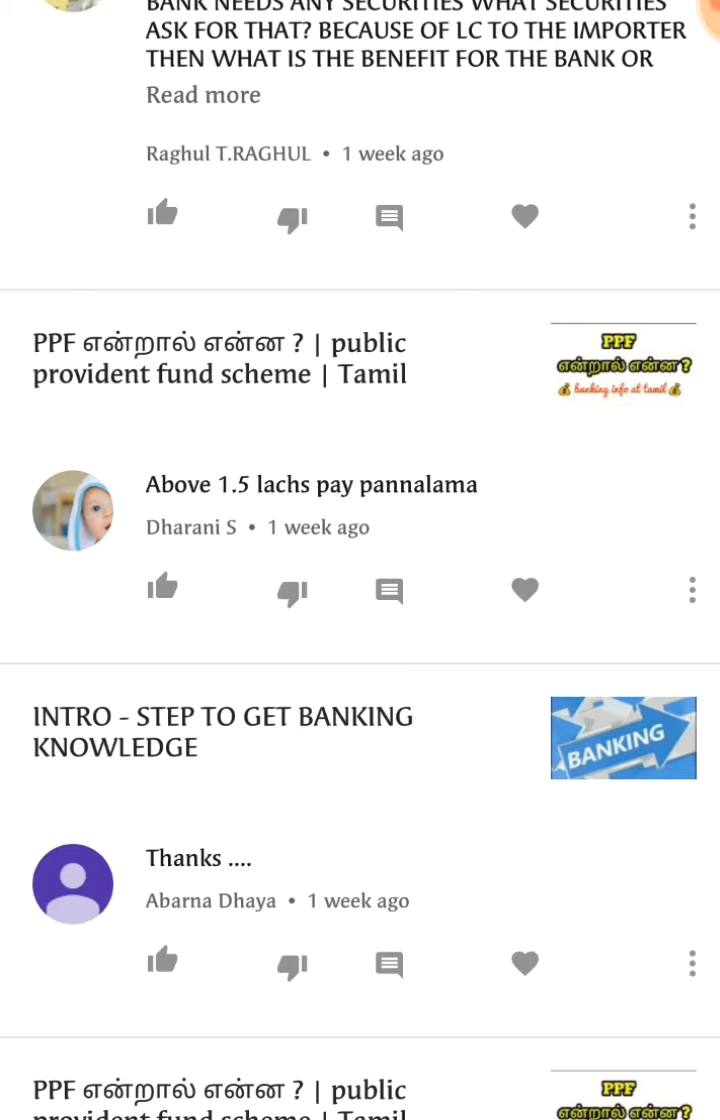 BANK NEEDS ANY SECURITIES WHAT SECURITIES
ASK FOR THAT? BECAUSE OF LC TO THE IMPORTER
THEN WHAT IS THE BENEFIT FOR THE BANK OR
Read more
Raghul T.RAGHUL • 1 week ago
PPF என்றால் என்ன ? | public
provident fund scheme | Tamil
PPF
என்றால் என்ன?
banking info at tamil
Above 1.5 lachs pay pannalama
Dharani S • 1 week ago
INTRO - STEP TO GET BANKING
KNOWLEDGE
BANKING
Thanks ....
Abarna Dhaya • 1 week ago
PPF என்றால் என்ன ? | public
provident fund scheme | Tamil
PPF
என்றால் என்ன?